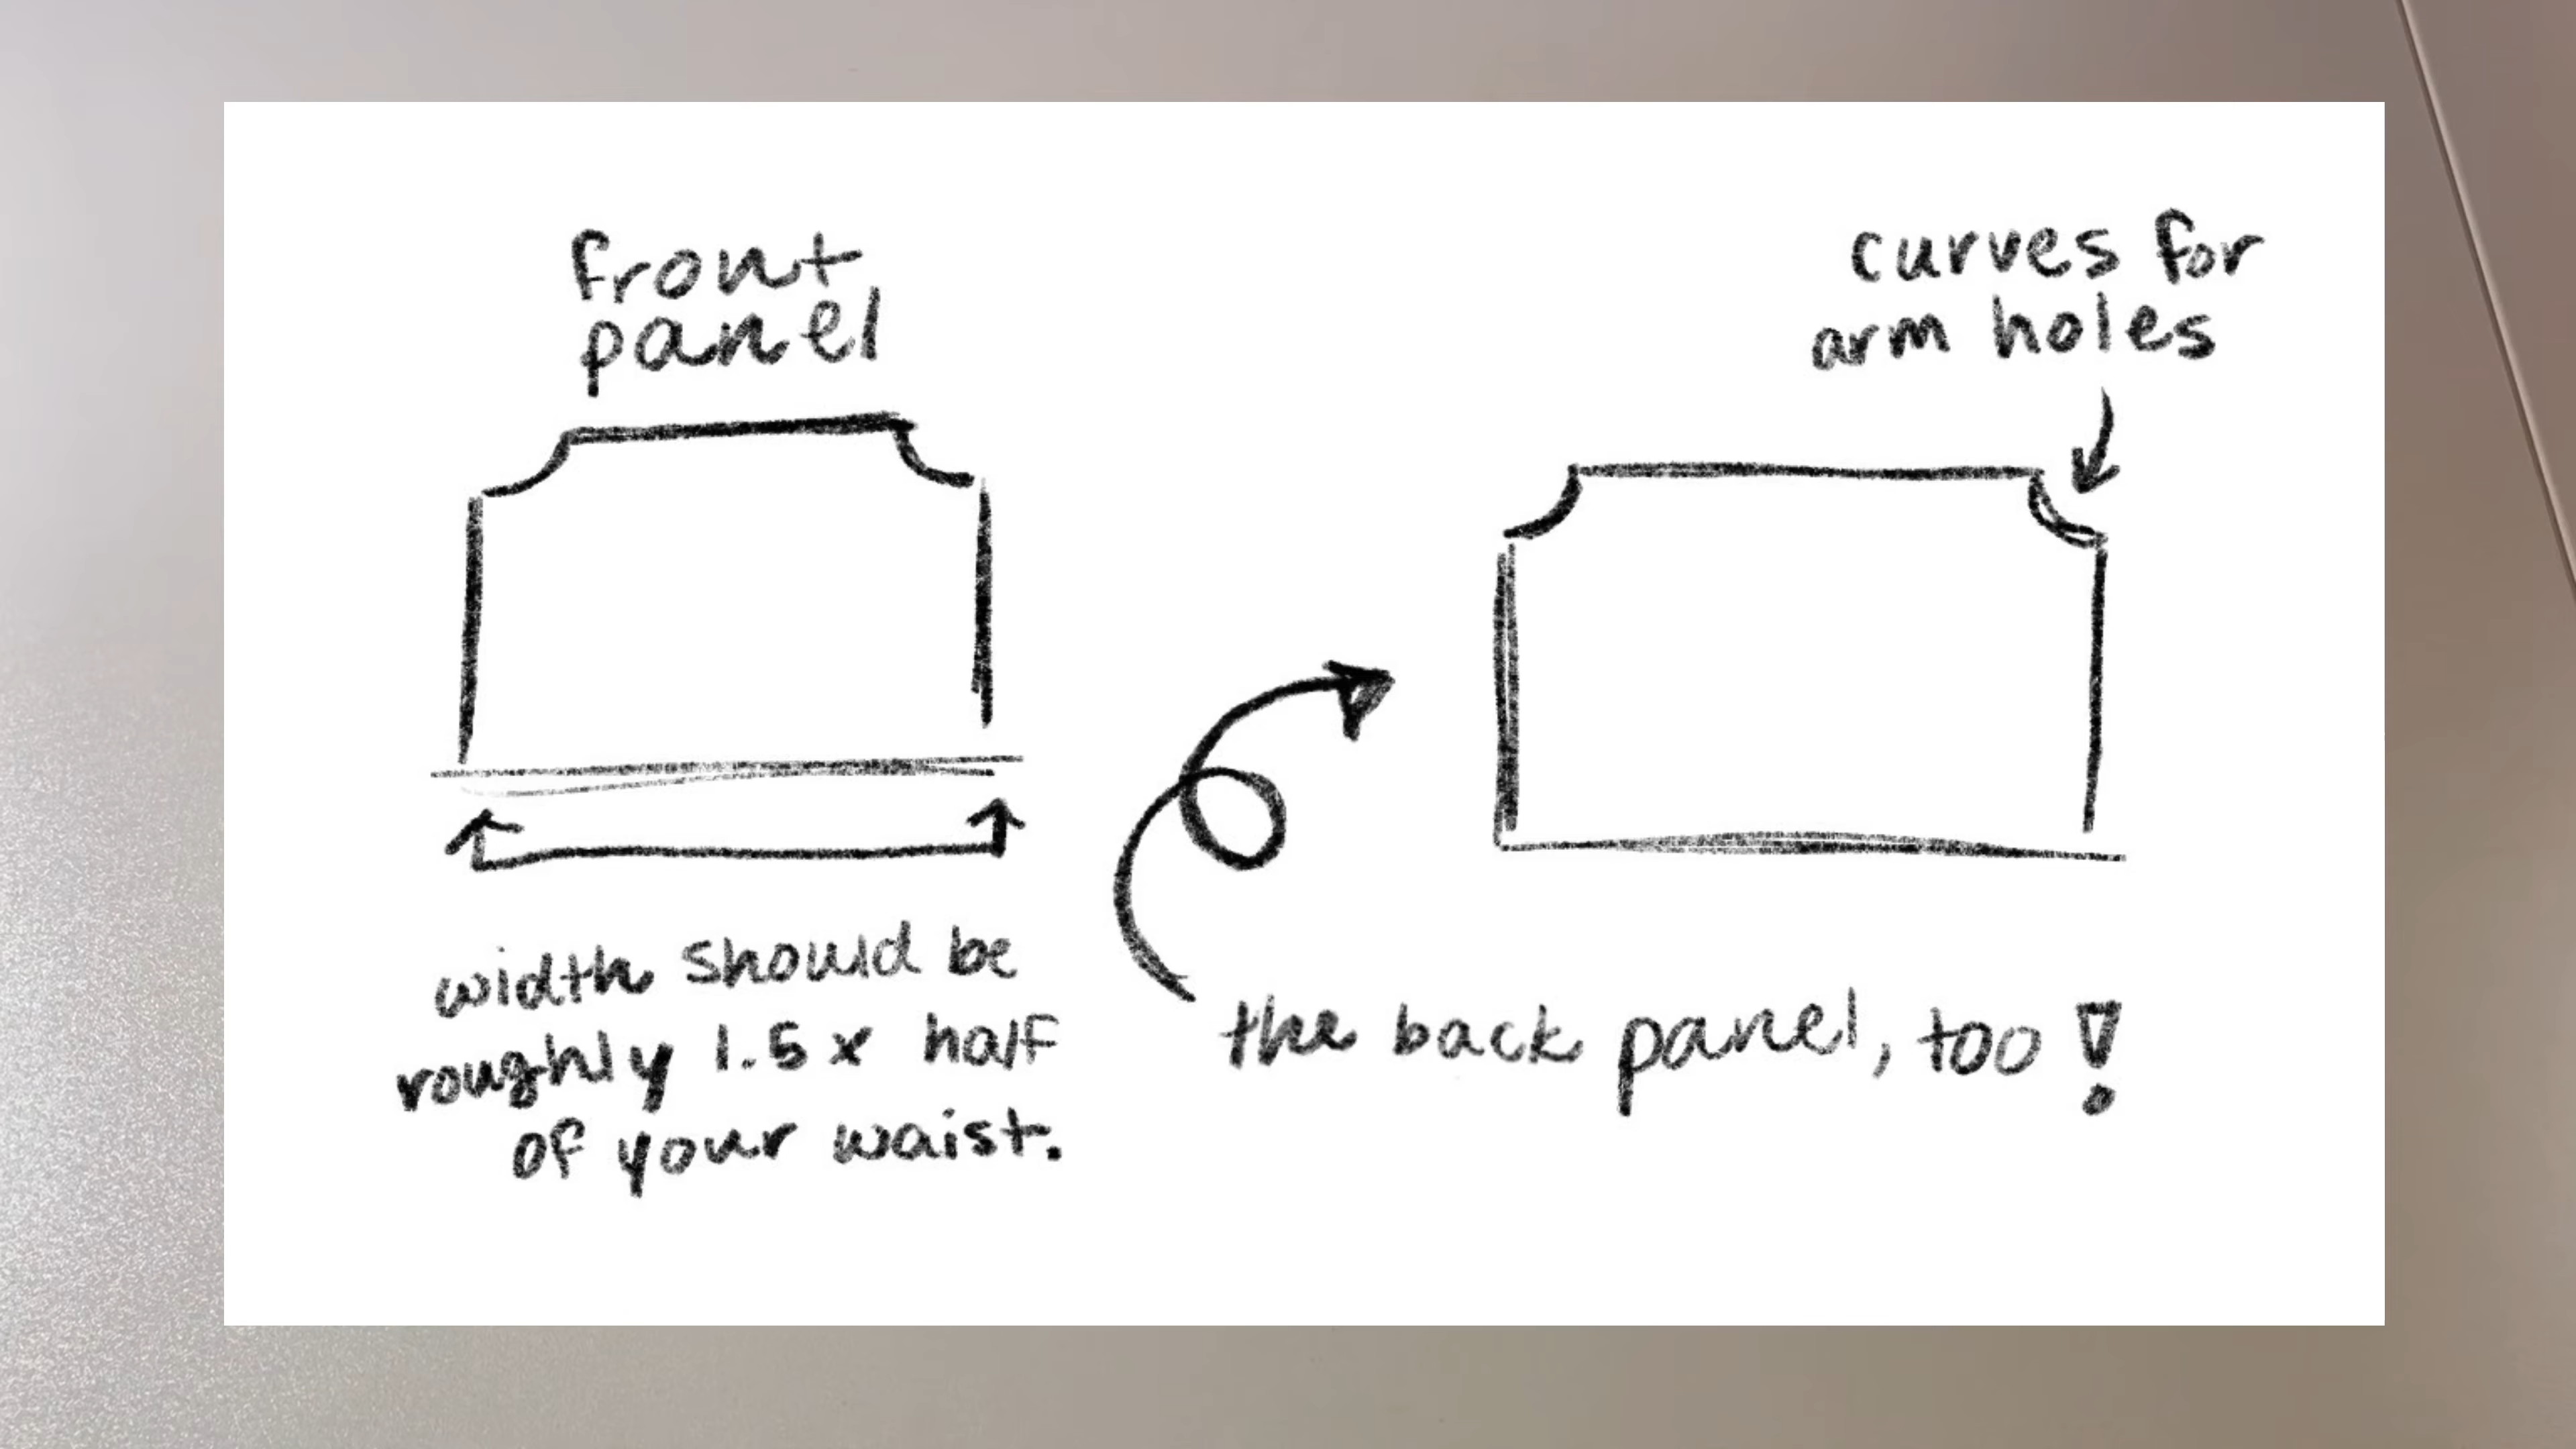 front
panel
curves for
arm holes
width should be
roughly 1.5x half
of your waist.
the back panel, too!